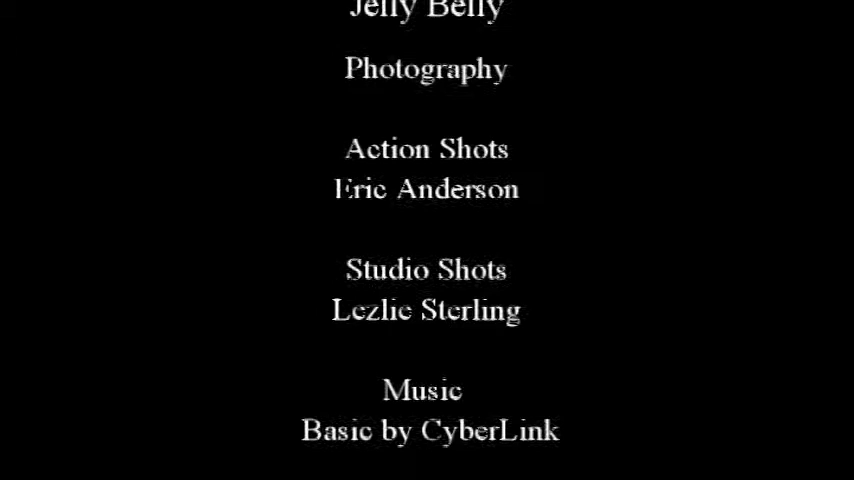 Jelly Belly
Photography
Action Shots
Eric Anderson
Studio Shots
Lezlie Sterling
Music
Basic by CyberLink